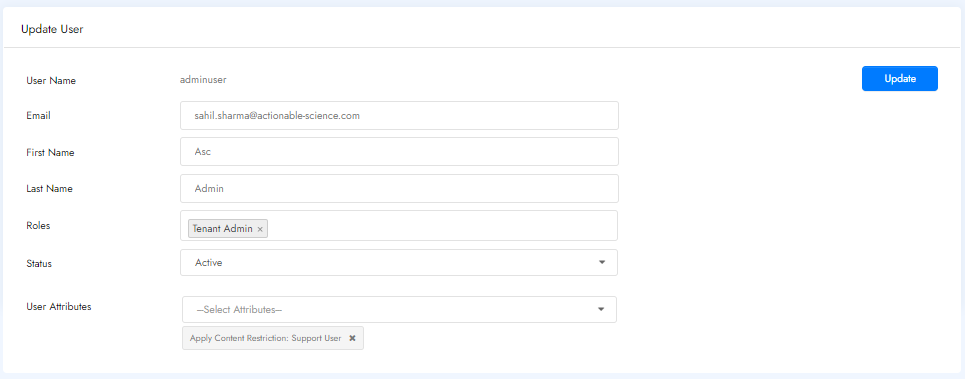 Update User
User Name adminuser Update
Email sahil.sharma@actionable-science.com
First Name Asc
Last Name Admin
Roles Tenant Admin ×
Status Active
User Attributes --Select Attributes--
Apply Content Restriction: Support User ✖